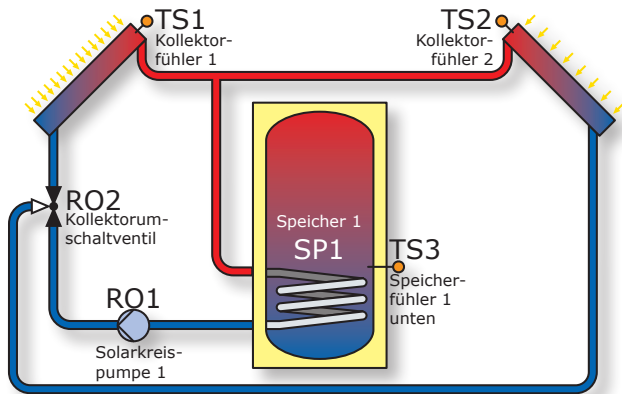 TS1
Kollektor-
fühler 1
TS2
Kollektor-
fühler 2
RO2
Kollektorum-
schaltventil
Speicher 1
SP1
TS3
Speicher-
fühler 1
unten
RO1
Solarkreis-
pumpe 1